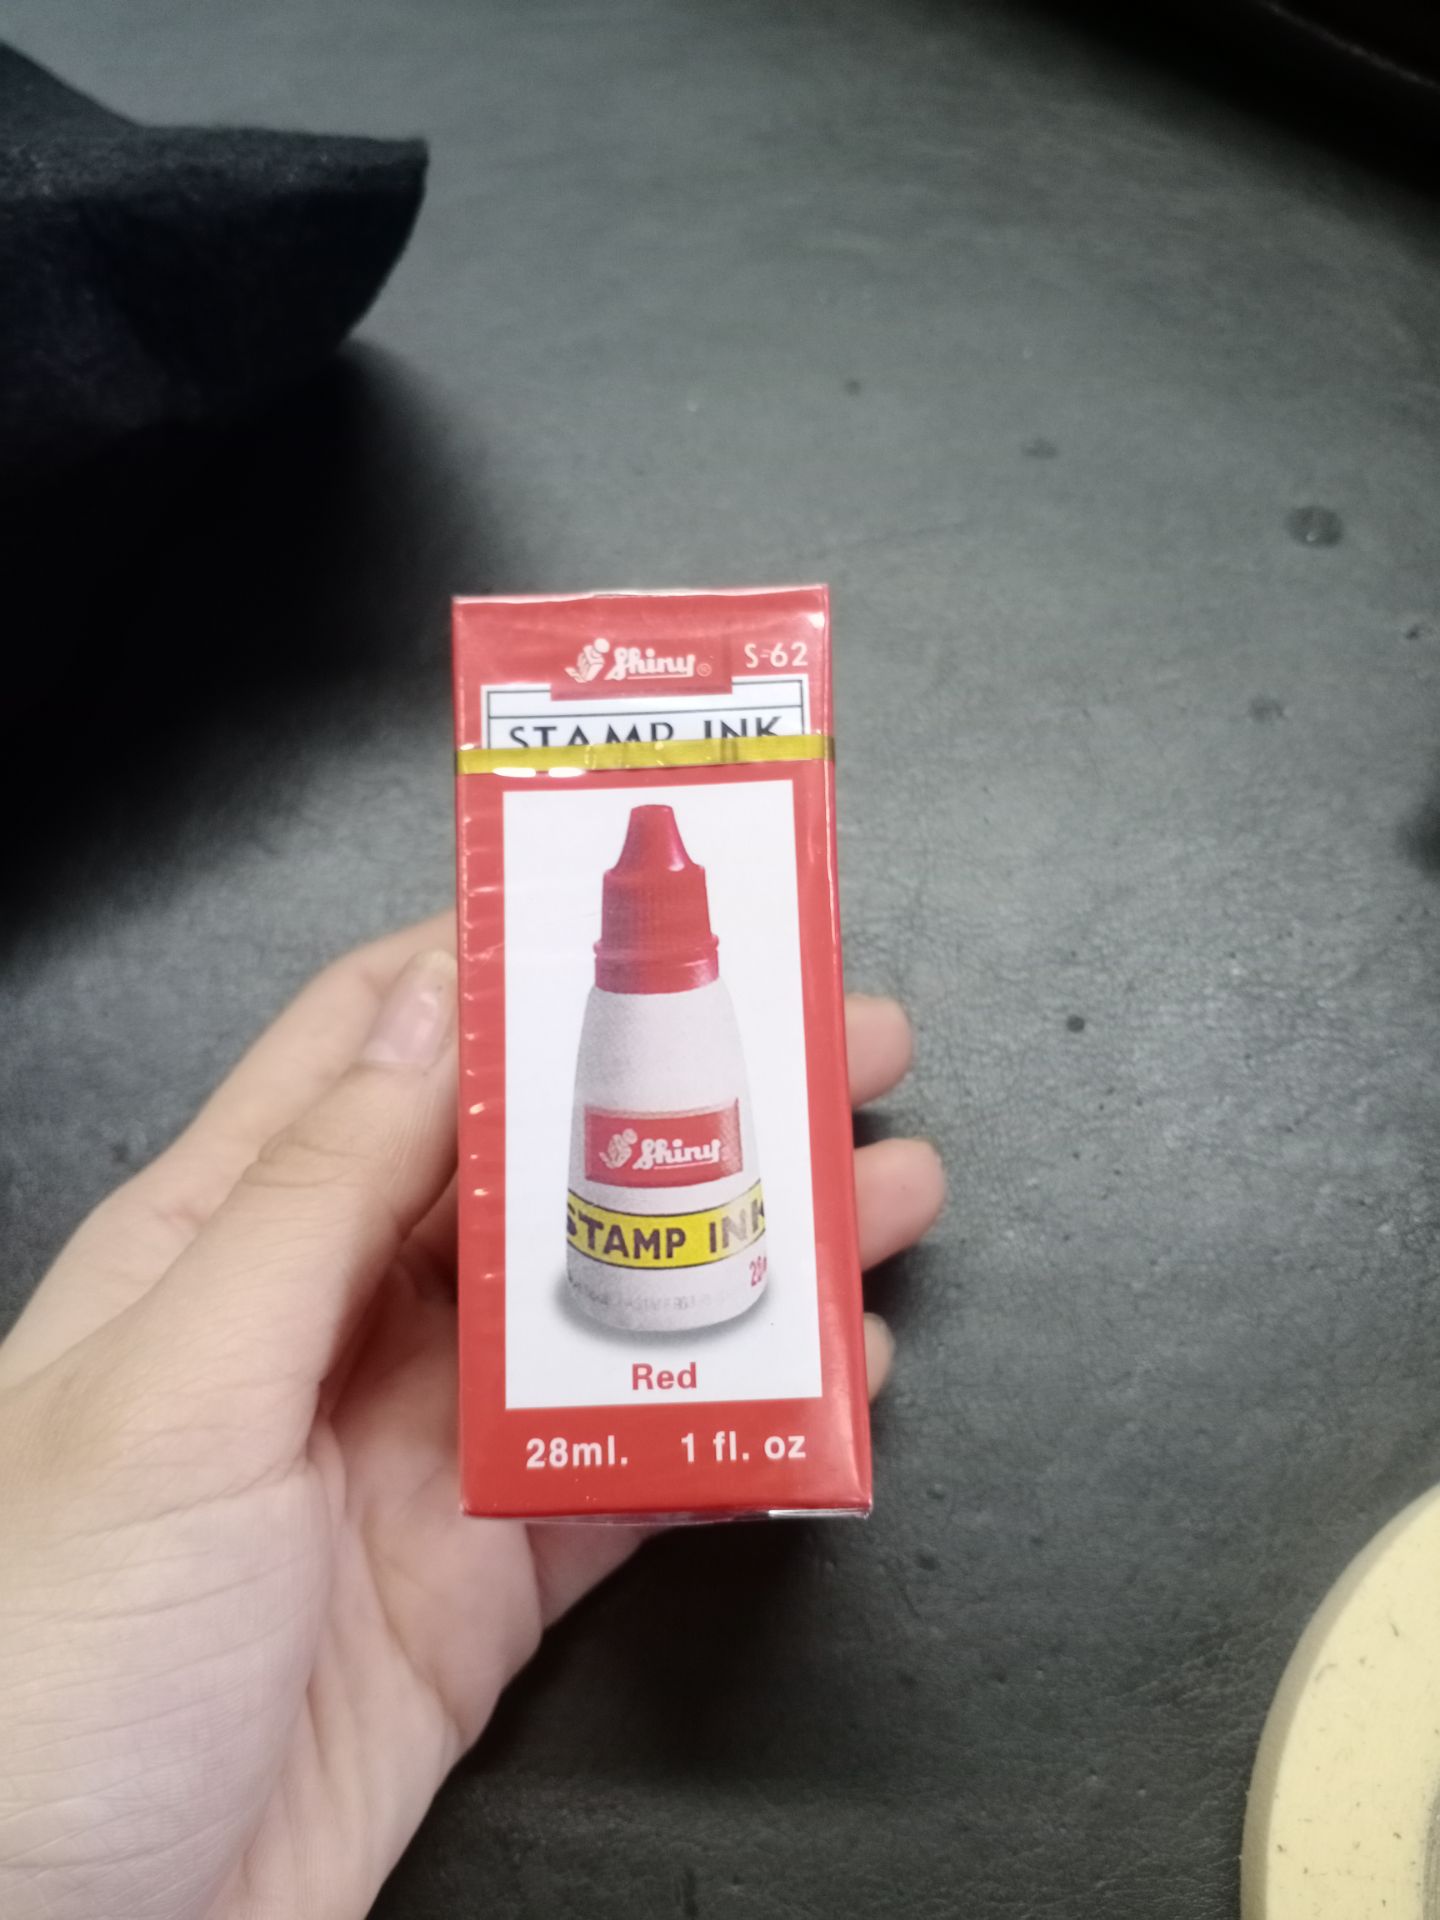 Shiny® S-62
STAMP INK
Shiny
STAMP INK
Red
28ml. 1 fl. oz